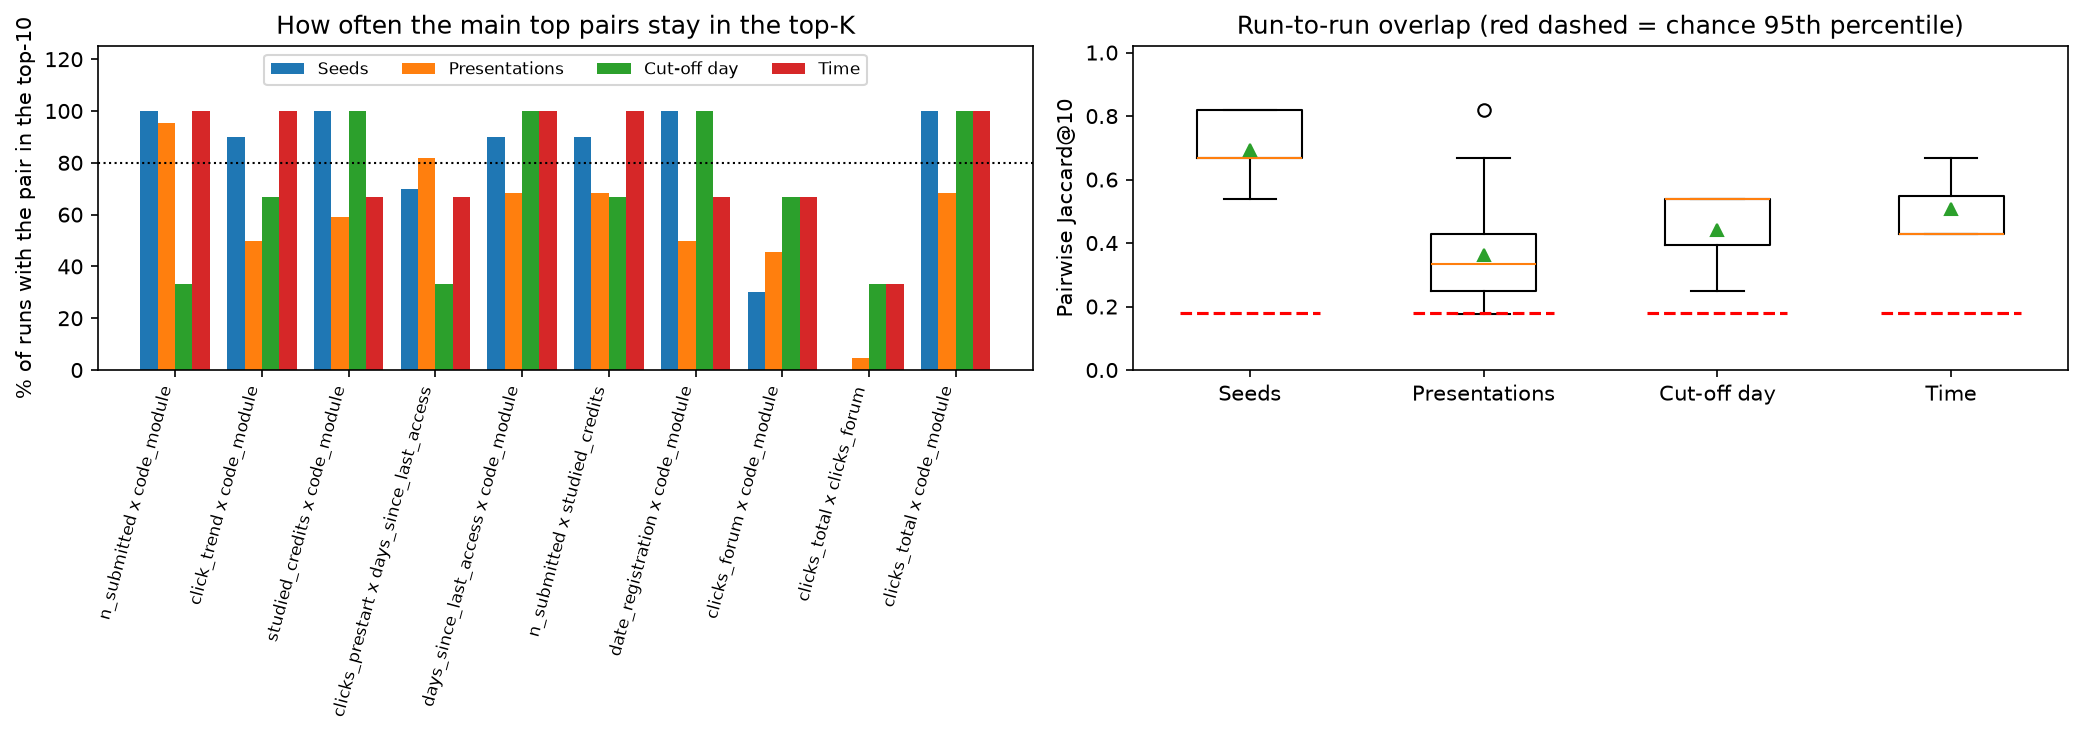 How often the main top pairs stay in the top-K
% of runs with the pair in the top-10
120
100
80
60
40
20
0
Seeds
Presentations
Cut-off day
Time
n_submitted x code_module
click_trend x code_module
studied_credits x code_module
clicks_prestart x days_since_last_access
days_since_last_access x code_module
n_submitted x studied_credits
date_registration x code_module
clicks_forum x code_module
clicks_total x clicks_forum
clicks_total x code_module
Run-to-run overlap (red dashed = chance 95th percentile)
Pairwise Jaccard@10
1.0
0.8
0.6
0.4
0.2
0.0
Seeds
Presentations
Cut-off day
Time